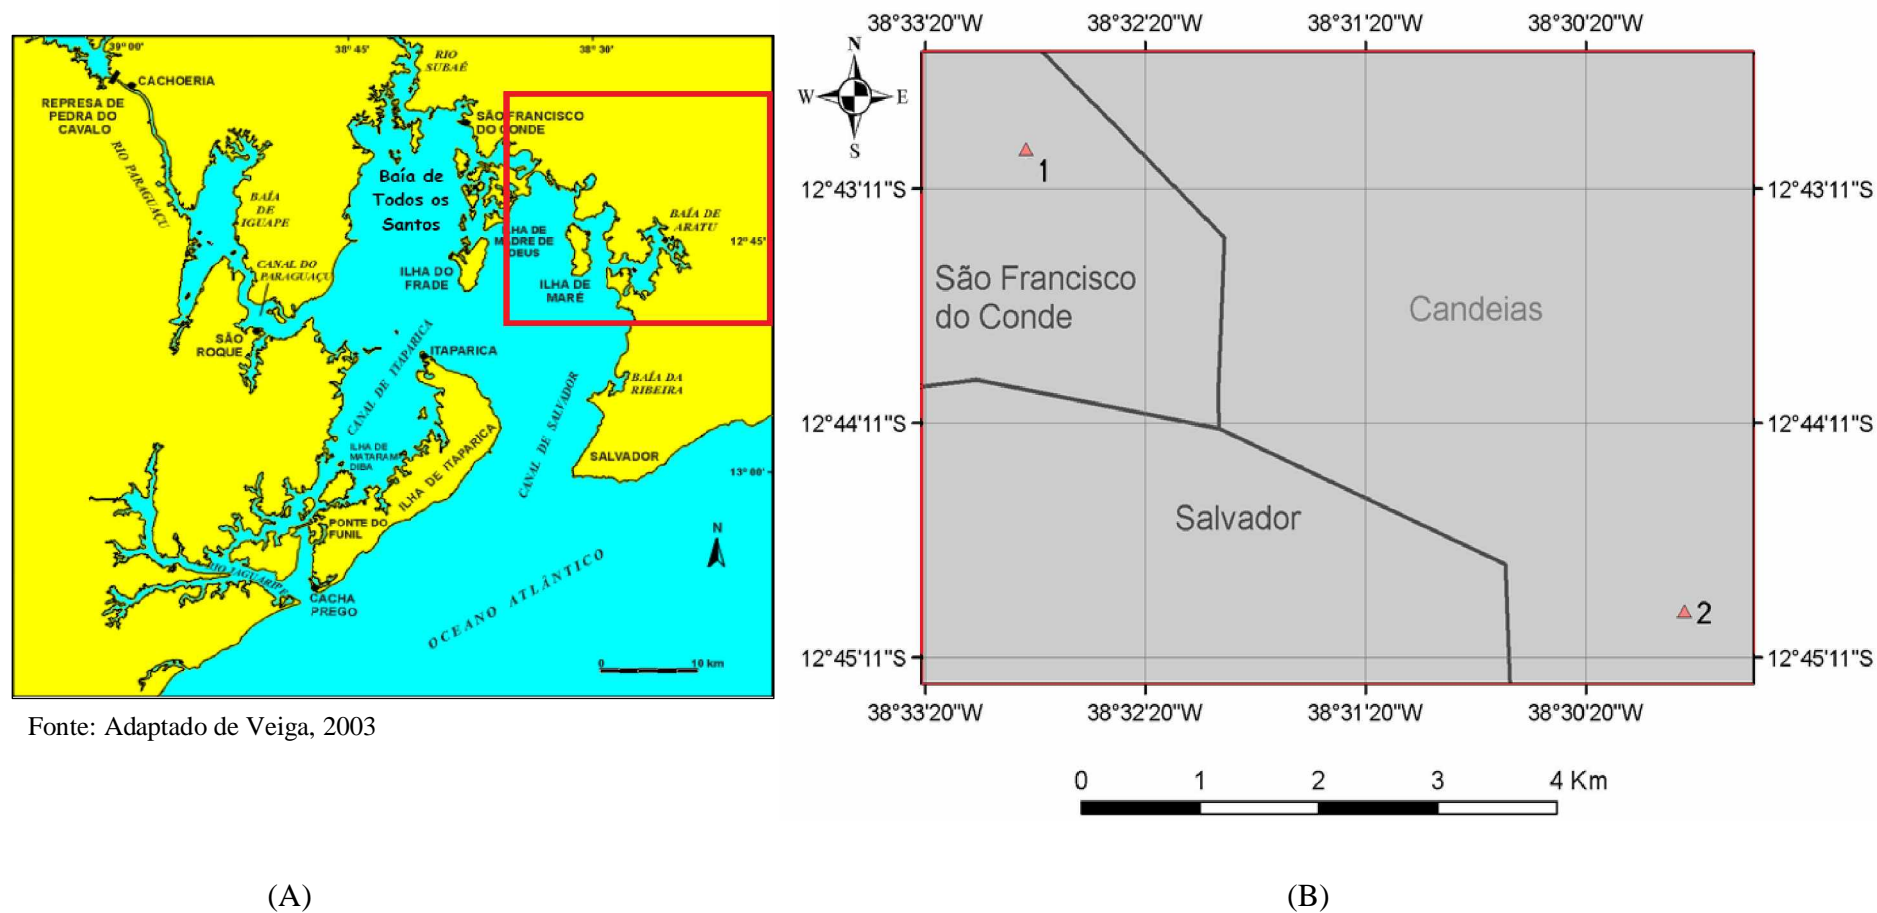 39° 00'
38° 45'
38° 30'
RIO
SUBAÉ
CACHOERIA
REPRESA DE
PEDRA DO
CAVALO
RIO PARAGUAÇU
SÃO FRANCISCO
DO CONDE
Baía de
Todos os
Santos
BAÍA
DE
IGUAPE
BAÍA DE
ARATU
ILHA DE
MADRE DE
DEUS
12° 45'
CANAL DO
PARAGUAÇU
ILHA DO
FRADE
ILHA DE
MARÉ
SÃO
ROQUE
CANAL DE ITAPARICA
ITAPARICA
BAÍA DA
RIBEIRA
CANAL DE SALVADOR
ILHA DE
MATARAM
DIBA
ILHA DE ITAPARICA
SALVADOR
13° 00'
PONTE DO
FUNIL
N
RIO JAGUARIPE
CACHA
PREGO
OCEANO ATLÂNTICO
0 10 km
Fonte: Adaptado de Veiga, 2003
(A)
38°33'20"W 38°32'20"W 38°31'20"W 38°30'20"W
N
W E
S
1
12°43'11"S 12°43'11"S
São Francisco
do Conde
Candeias
12°44'11"S 12°44'11"S
Salvador
2
12°45'11"S 12°45'11"S
38°33'20"W 38°32'20"W 38°31'20"W 38°30'20"W
0 1 2 3 4 Km
(B)